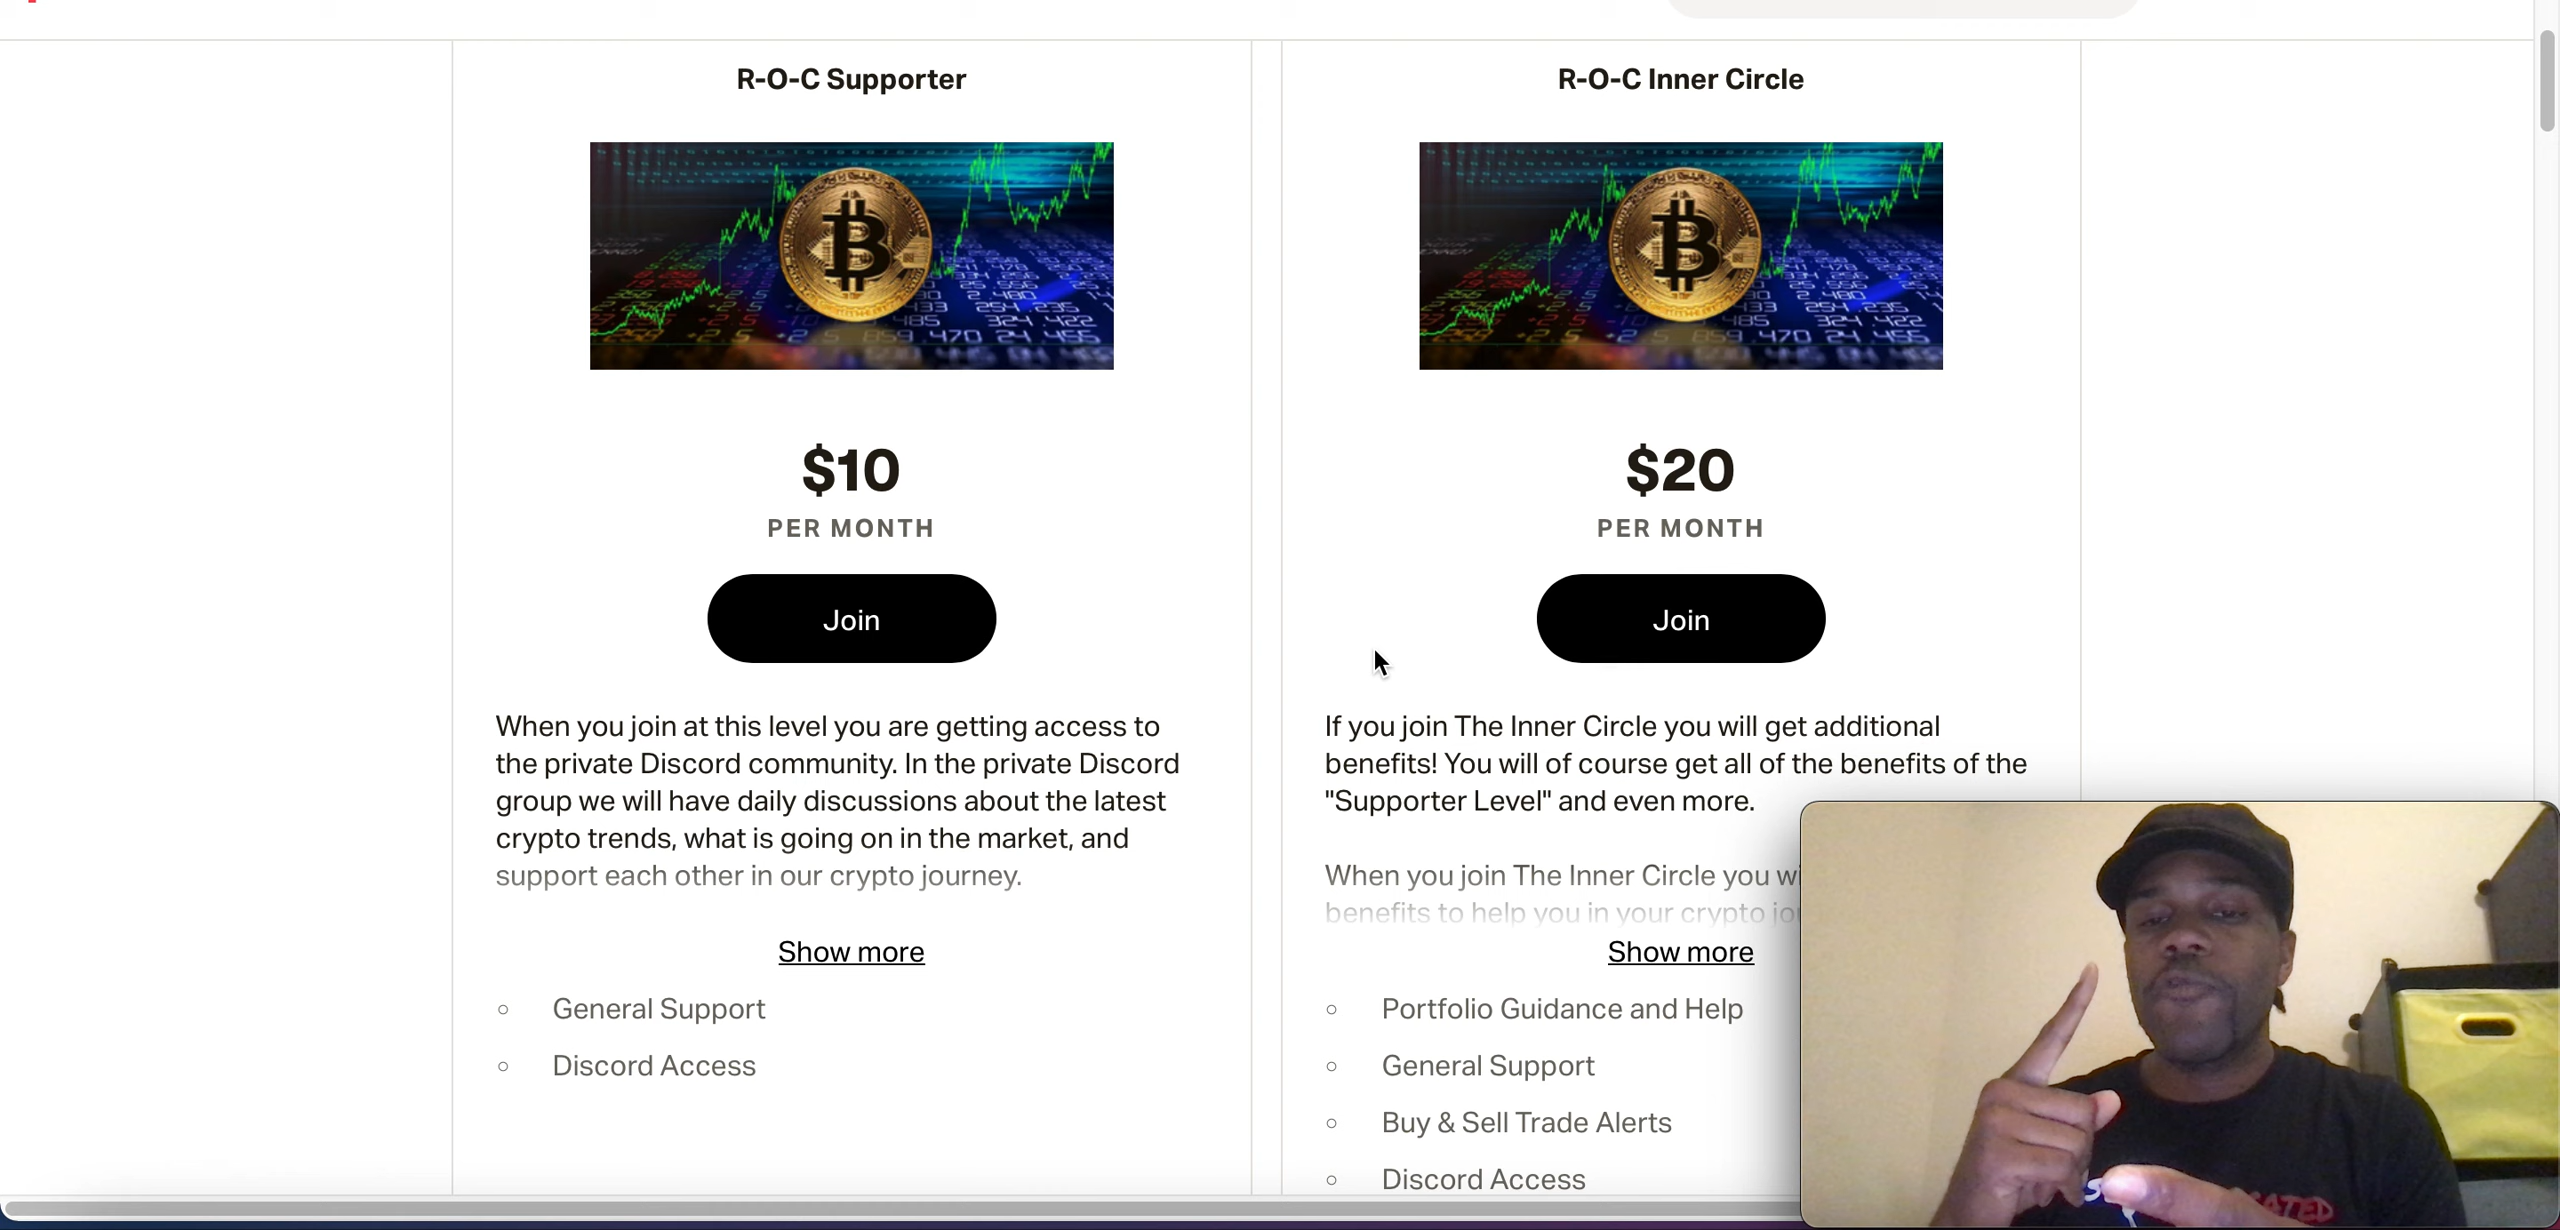 R-O-C Supporter
$10
PER MONTH
Join
When you join at this level you are getting access to
the private Discord community. In the private Discord
group we will have daily discussions about the latest
crypto trends, what is going on in the market, and
support each other in our crypto journey.
Show more
General Support
Discord Access
R-O-C Inner Circle
$20
PER MONTH
Join
If you join The Inner Circle you will get additional
benefits! You will of course get all of the benefits of the
"Supporter Level" and even more.
When you join The Inner Circle you wi
benefits to help you in your crypto jo
Show more
Portfolio Guidance and Help
General Support
Buy & Sell Trade Alerts
Discord Access